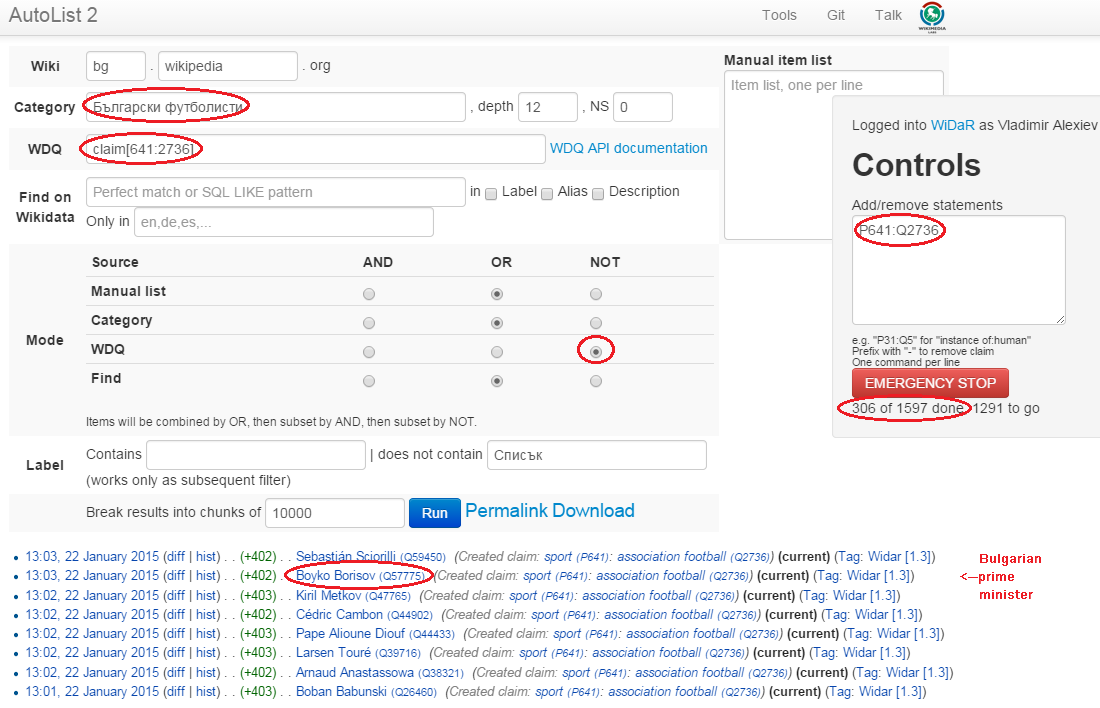 AutoList 2
Tools Git Talk
WIKIMEDIA
LABS
Wiki bg . wikipedia . org
Manual item list
Item list, one per line
Category Български футболисти , depth 12 , NS 0
Logged into WiDaR as Vladimir Alexiev
WDQ claim[641:2736] WDQ API documentation
Controls
Find on Wikidata Perfect match or SQL LIKE pattern in Label Alias Description
Only in en,de,es,...
Add/remove statements
P641:Q2736
Mode
Source AND OR NOT
Manual list
Category
WDQ
Find
e.g. "P31:Q5" for "instance of:human"
Prefix with "-" to remove claim
One command per line
EMERGENCY STOP
306 of 1597 done, 1291 to go
Items will be combined by OR, then subset by AND, then subset by NOT.
Label Contains | does not contain Списък
(works only as subsequent filter)
Break results into chunks of 10000 Run Permalink Download
13:03, 22 January 2015 (diff | hist) . . (+402) . . Sebastián Sciorilli (Q59450) (Created claim: sport (P641): association football (Q2736)) (current) (Tag: Widar [1.3])
13:03, 22 January 2015 (diff | hist) . . (+402) . . Boyko Borisov (Q57775) (Created claim: sport (P641): association football (Q2736)) (current) (Tag: Widar [1.3])
13:02, 22 January 2015 (diff | hist) . . (+403) . . Kiril Metkov (Q47765) (Created claim: sport (P641): association football (Q2736)) (current) (Tag: Widar [1.3])
13:02, 22 January 2015 (diff | hist) . . (+402) . . Cédric Cambon (Q44902) (Created claim: sport (P641): association football (Q2736)) (current) (Tag: Widar [1.3])
13:02, 22 January 2015 (diff | hist) . . (+403) . . Pape Alioune Diouf (Q44433) (Created claim: sport (P641): association football (Q2736)) (current) (Tag: Widar [1.3])
13:02, 22 January 2015 (diff | hist) . . (+403) . . Larsen Touré (Q39716) (Created claim: sport (P641): association football (Q2736)) (current) (Tag: Widar [1.3])
13:02, 22 January 2015 (diff | hist) . . (+402) . . Arnaud Anastassowa (Q38321) (Created claim: sport (P641): association football (Q2736)) (current) (Tag: Widar [1.3])
13:01, 22 January 2015 (diff | hist) . . (+403) . . Boban Babunski (Q26460) (Created claim: sport (P641): association football (Q2736)) (current) (Tag: Widar [1.3])
Bulgarian
<—prime
minister